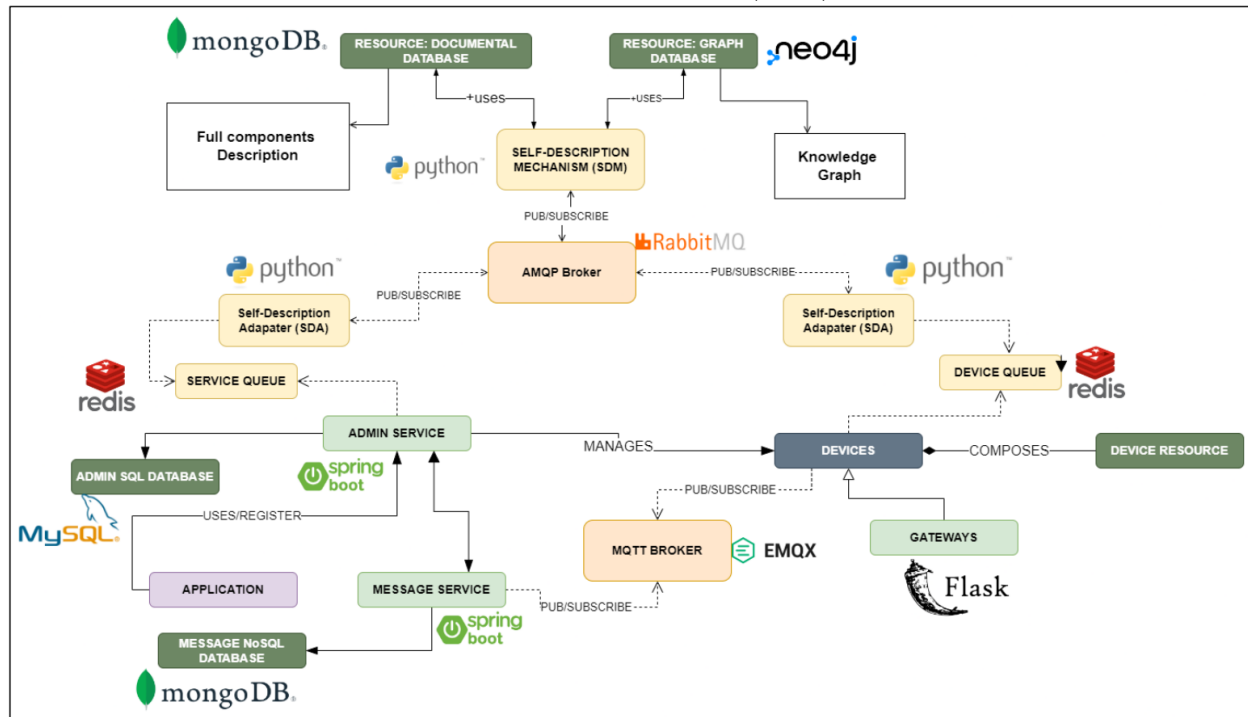 mongoDB®
RESOURCE: DOCUMENTAL
DATABASE
RESOURCE: GRAPH
DATABASE
neo4j
+uses
+USES
Full components
Description
python™
SELF-DESCRIPTION
MECHANISM (SDM)
Knowledge
Graph
PUB/SUBSCRIBE
RabbitMQ
python™
AMQP Broker
PUB/SUBSCRIBE
python™
PUB/SUBSCRIBE
Self-Description
Adapater (SDA)
Self-Description
Adapater (SDA)
redis
SERVICE QUEUE
DEVICE QUEUE
redis
ADMIN SERVICE
MANAGES
DEVICES
COMPOSES
DEVICE RESOURCE
ADMIN SQL DATABASE
spring
boot
PUB/SUBSCRIBE
MySQL®
USES/REGISTER
MQTT BROKER
EMQX
GATEWAYS
APPLICATION
MESSAGE SERVICE
PUB/SUBSCRIBE
Flask
spring
boot
MESSAGE NoSQL
DATABASE
mongoDB®